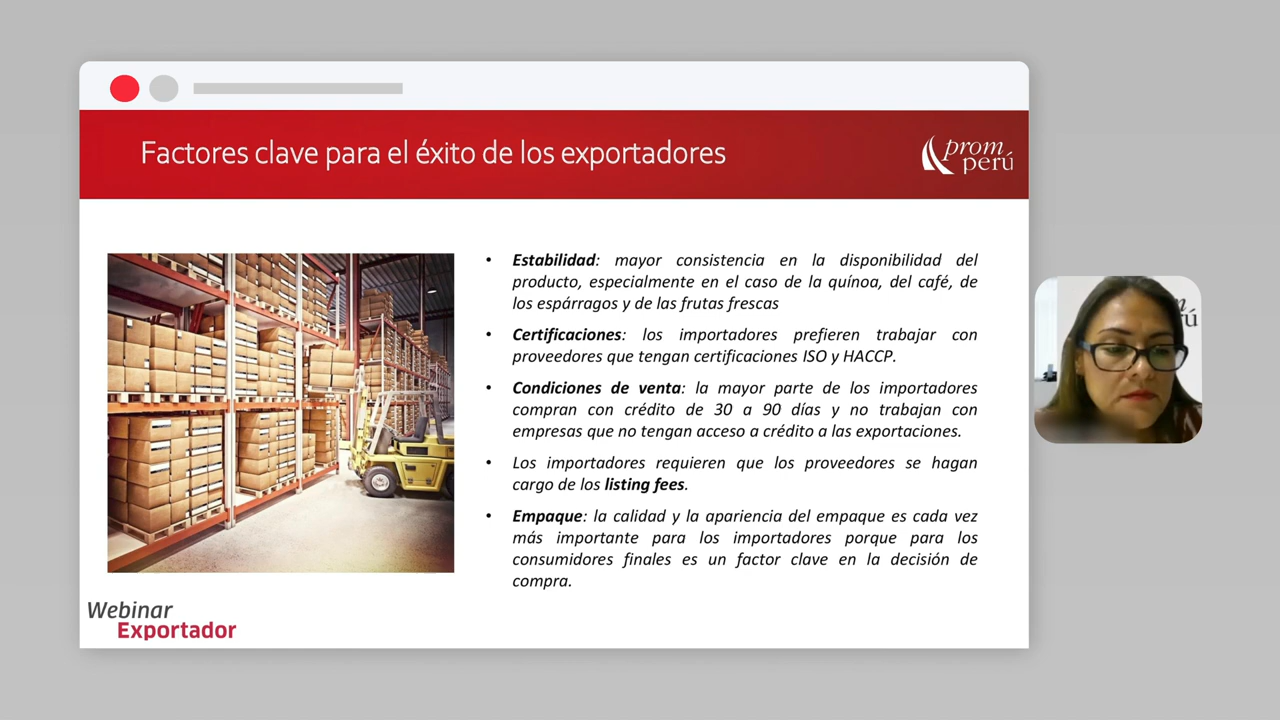 Factores clave para el éxito de los exportadores
prom
perú
• Estabilidad: mayor consistencia en la disponibilidad del
producto, especialmente en el caso de la quínoa, del café, de
los espárragos y de las frutas frescas
• Certificaciones: los importadores prefieren trabajar con
proveedores que tengan certificaciones ISO y HACCP.
• Condiciones de venta: la mayor parte de los importadores
compran con crédito de 30 a 90 días y no trabajan con
empresas que no tengan acceso a crédito a las exportaciones.
• Los importadores requieren que los proveedores se hagan
cargo de los listing fees.
• Empaque: la calidad y la apariencia del empaque es cada vez
más importante para los importadores porque para los
consumidores finales es un factor clave en la decisión de
compra.
Webinar
Exportador